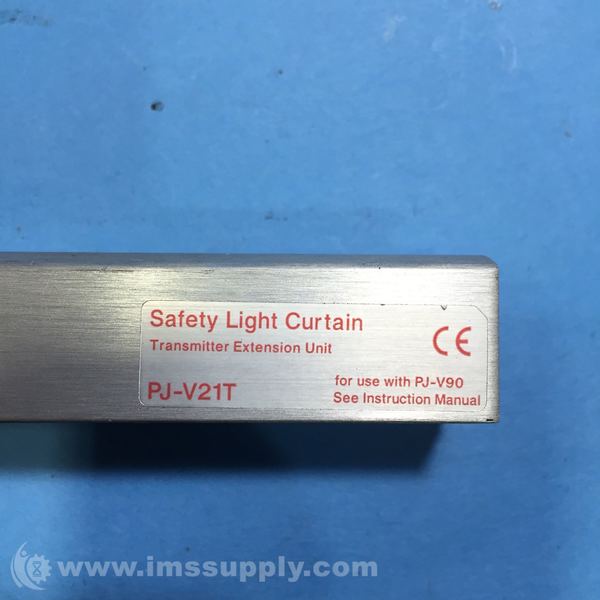 Safety Light Curtain
Transmitter Extension Unit
CE
PJ-V21T
for use with PJ-V90
See Instruction Manual
www.imssupply.com